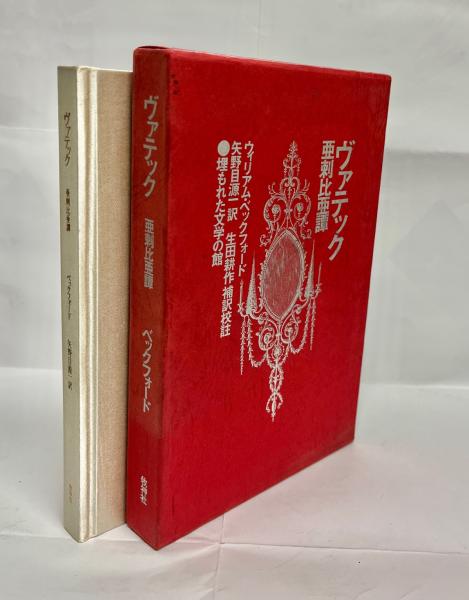 ヴァテック
亜刺比亜譚
ウィリアム・ベックフォード
矢野目源一訳 生田耕作 補訳校註
●埋もれた文学の館
ヴァテック 亜刺比亜譚 ベックフォード
牧神社
ヴァテック 亜刺比亜譚 ベックフォード 矢野目源一訳